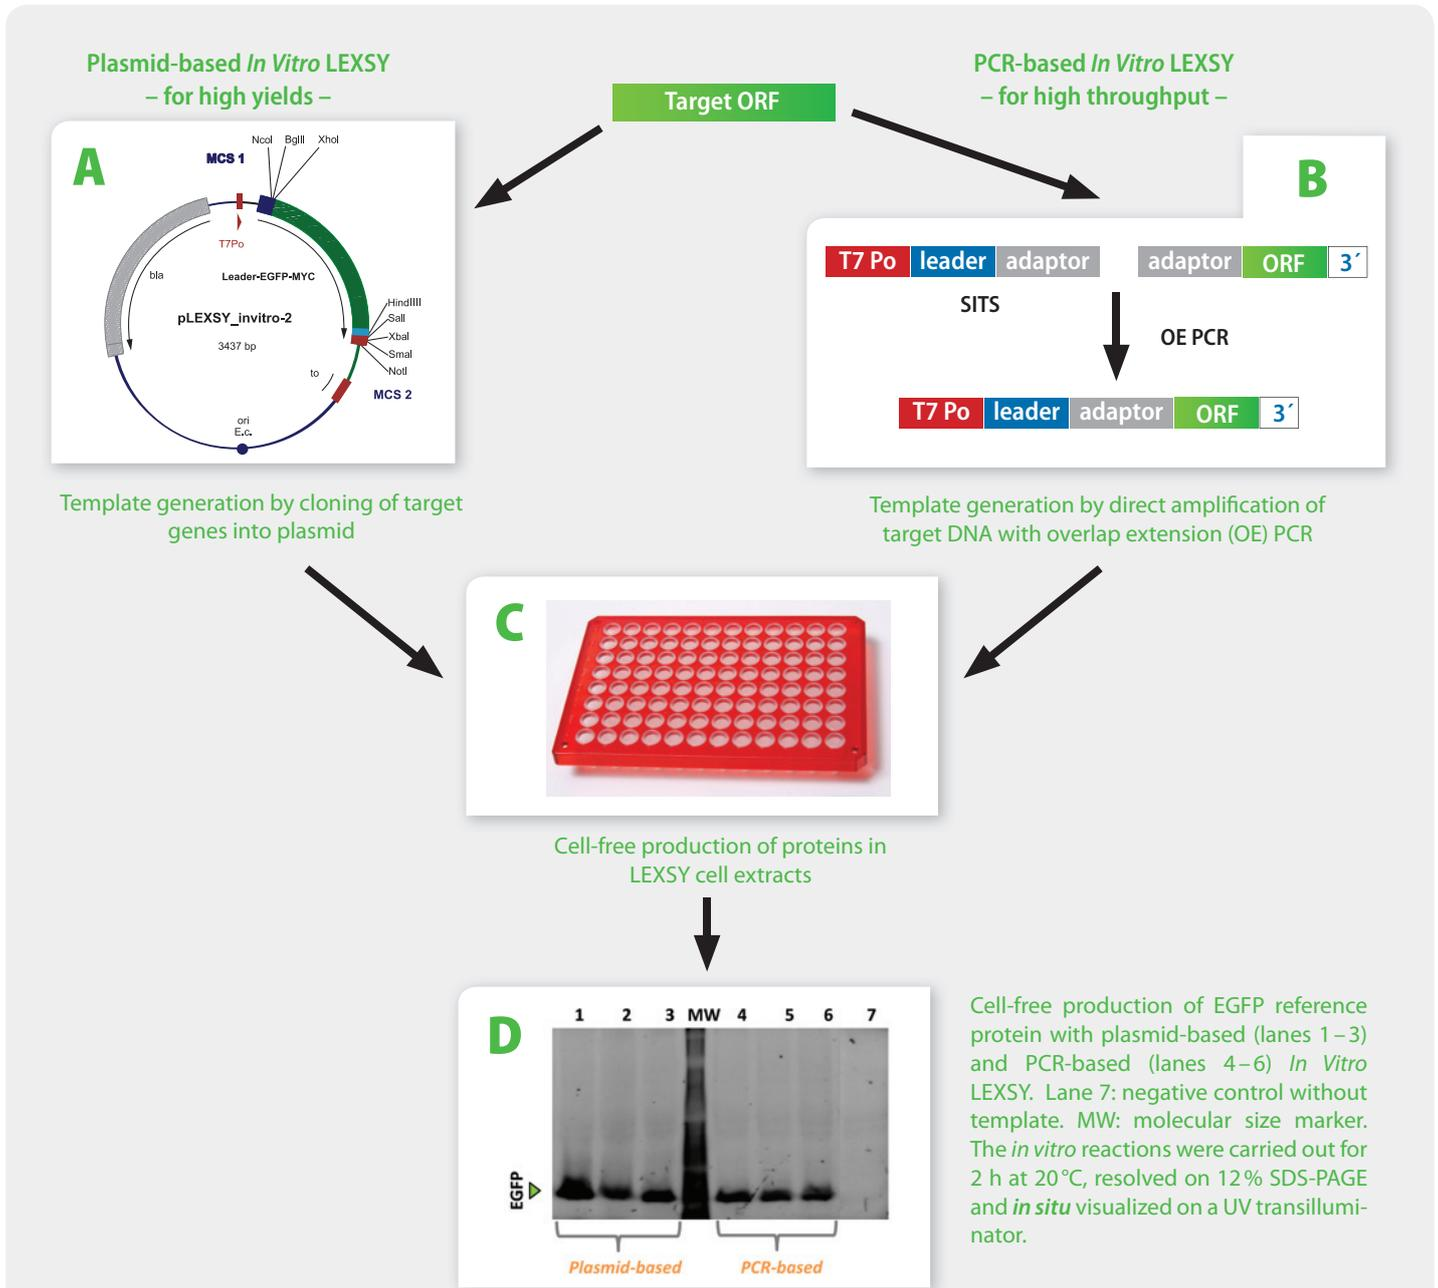 Plasmid-based In Vitro LEXSY
– for high yields –
Target ORF
PCR-based In Vitro LEXSY
– for high throughput –
A
NcoI BglII XhoI
MCS 1
T7Po
bla
Leader-EGFP-MYC
pLEXSY_invitro-2
3437 bp
HindIIII
SalI
XbaI
SmaI
NotI
to
MCS 2
ori
E.c.
Template generation by cloning of target
genes into plasmid
B
T7 Po leader adaptor
adaptor ORF 3´
SITS
OE PCR
T7 Po leader adaptor ORF 3´
Template generation by direct amplification of
target DNA with overlap extension (OE) PCR
C
Cell-free production of proteins in
LEXSY cell extracts
D
1 2 3 MW 4 5 6 7
EGFP
Plasmid-based
PCR-based
Cell-free production of EGFP reference
protein with plasmid-based (lanes 1–3)
and PCR-based (lanes 4–6) In Vitro
LEXSY. Lane 7: negative control without
template. MW: molecular size marker.
The in vitro reactions were carried out for
2 h at 20 °C, resolved on 12 % SDS-PAGE
and in situ visualized on a UV transillumi-
nator.